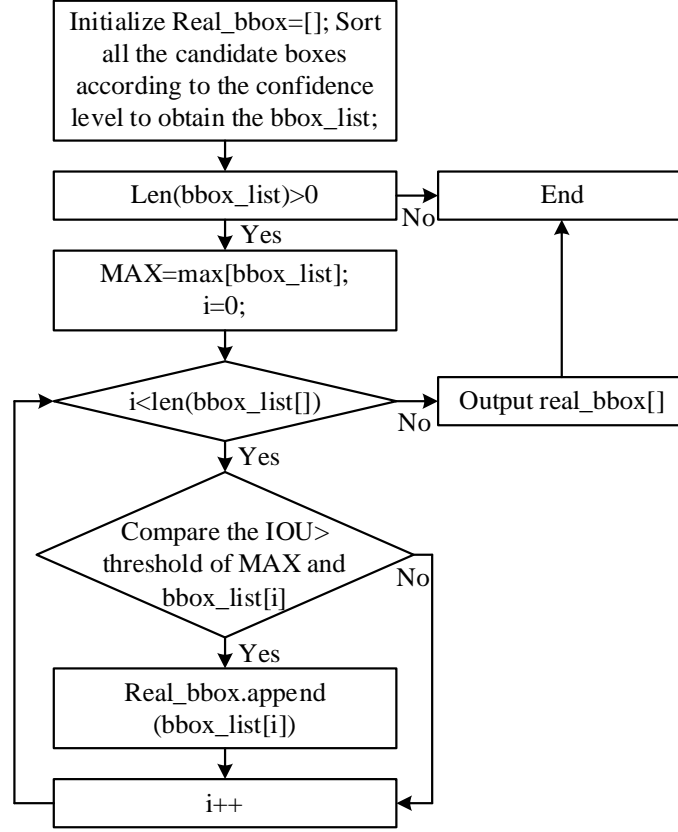 Initialize Real_bbox=[]; Sort
all the candidate boxes
according to the confidence
level to obtain the bbox_list;
Len(bbox_list)>0
No
End
Yes
MAX=max[bbox_list];
i=0;
i<len(bbox_list[])
No
Output real_bbox[]
Yes
Compare the IOU>
threshold of MAX and
bbox_list[i]
No
Yes
Real_bbox.append
(bbox_list[i])
i++